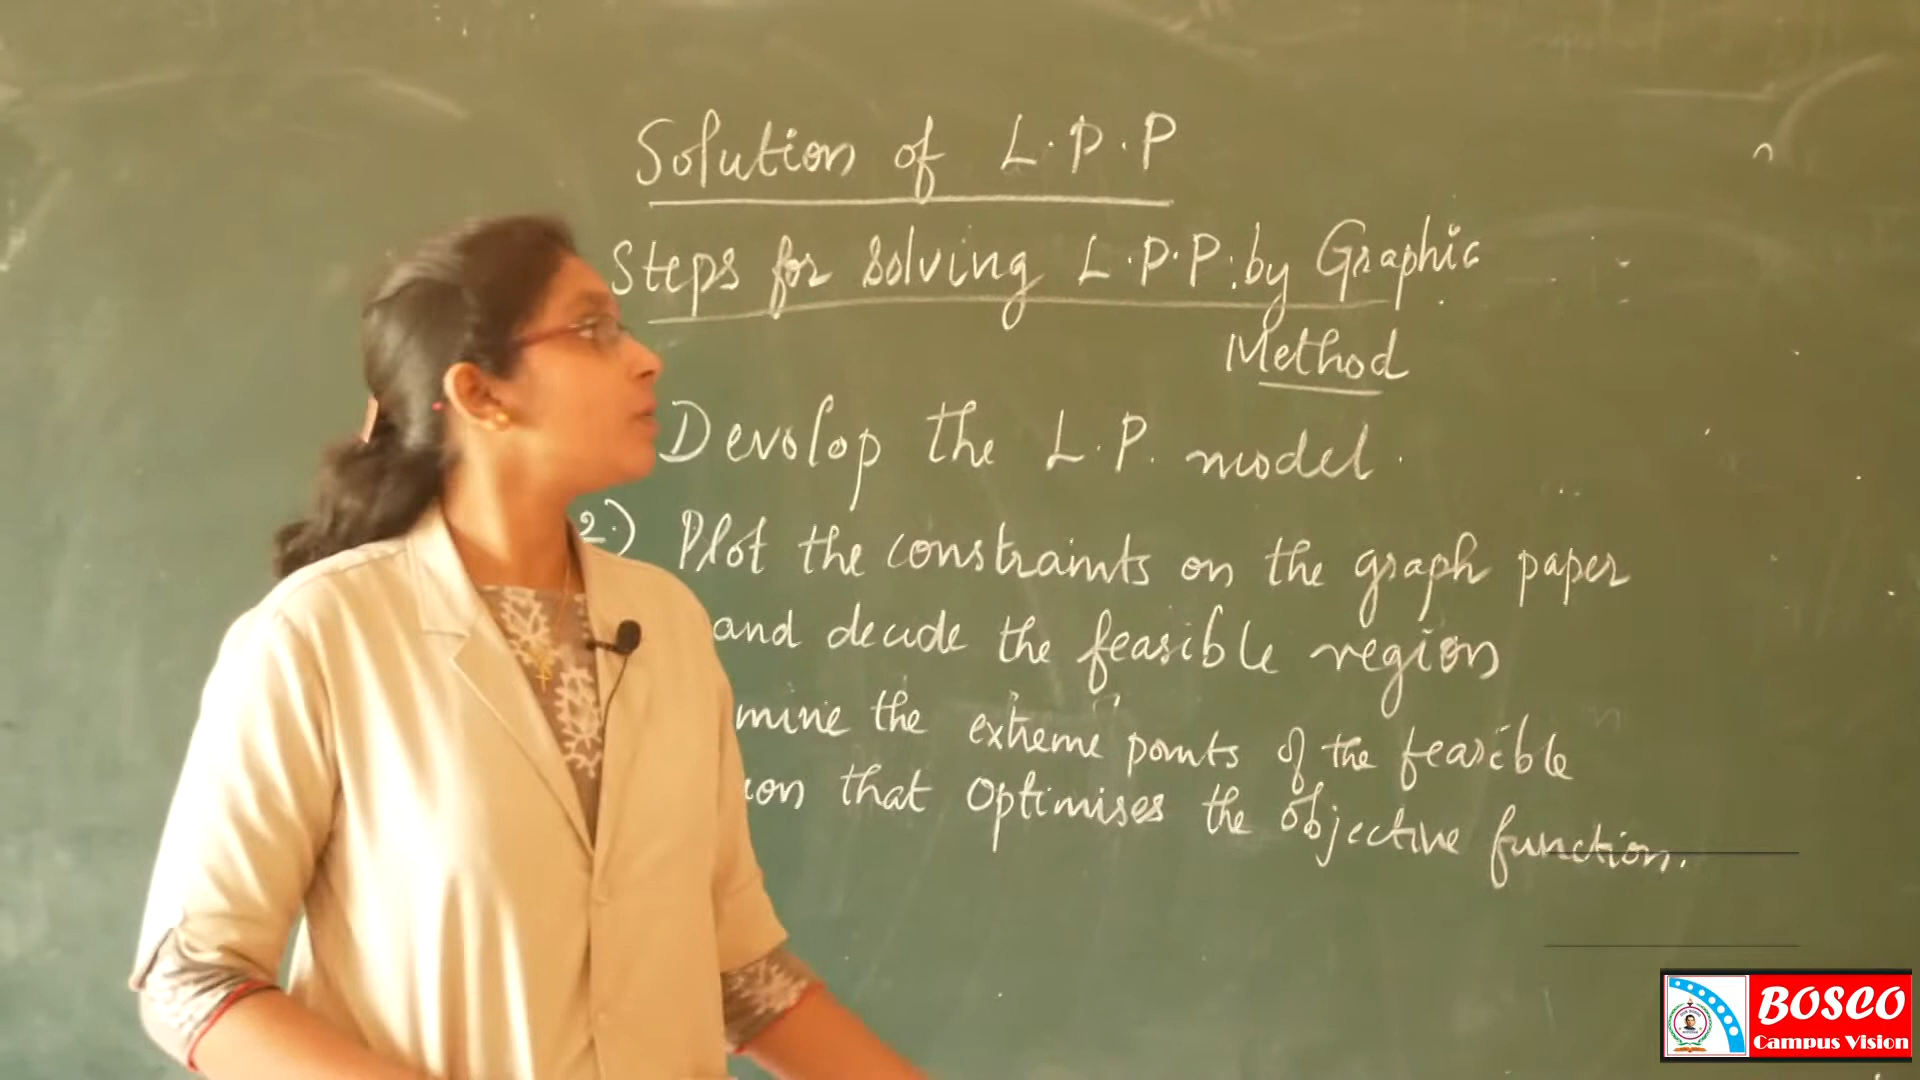 Solution of L.P.P
Steps for solving L.P.P. by Graphic
Method
Devolop the L.P. model.
2.) Plot the constraints on the graph paper
and decide the feasible region
mine the extreme points of the feasible
ion that Optimises the objective function.
BOSCO
Campus Vision